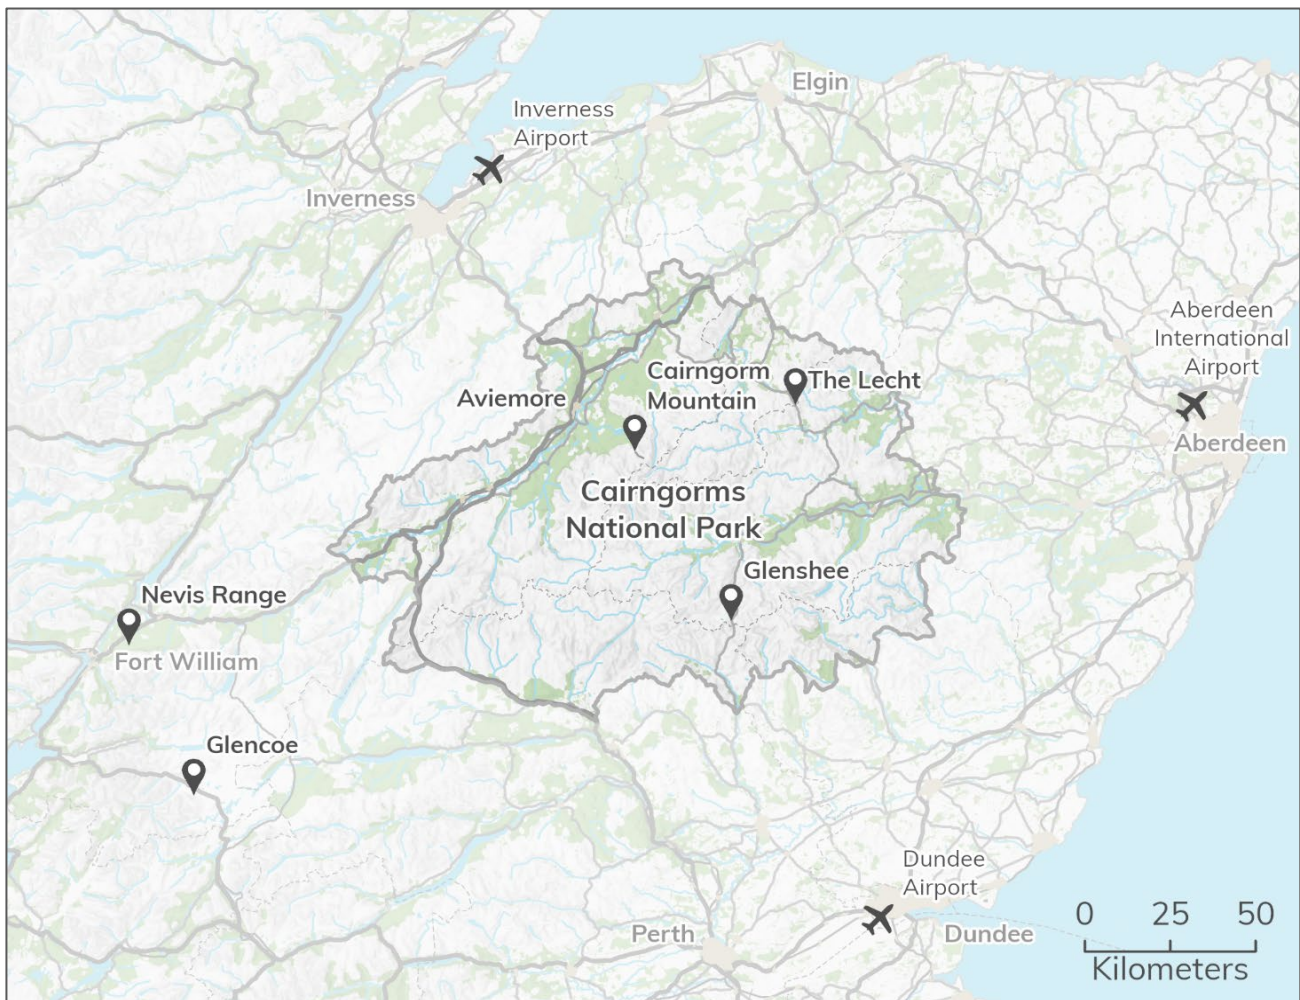 Elgin
Inverness
Airport
Inverness
Aberdeen
International
Airport
Cairngorm
Mountain
The Lecht
Aviemore
Aberdeen
Cairngorms
National Park
Glenshee
Nevis Range
Fort William
Glencoe
Dundee
Airport
Perth
Dundee
0 25 50
Kilometers